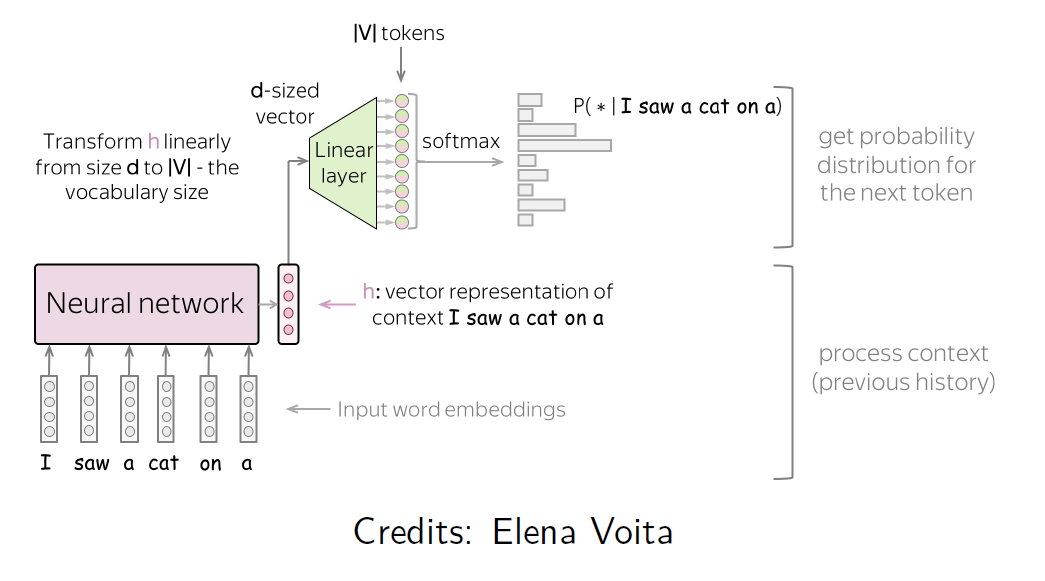 |V| tokens
d-sized
vector
P( * | I saw a cat on a)
Transform h linearly
from size d to |V| - the
vocabulary size
Linear
layer
softmax
get probability
distribution for
the next token
Neural network
h: vector representation of
context I saw a cat on a
process context
(previous history)
Input word embeddings
I saw a cat on a
Credits: Elena Voita